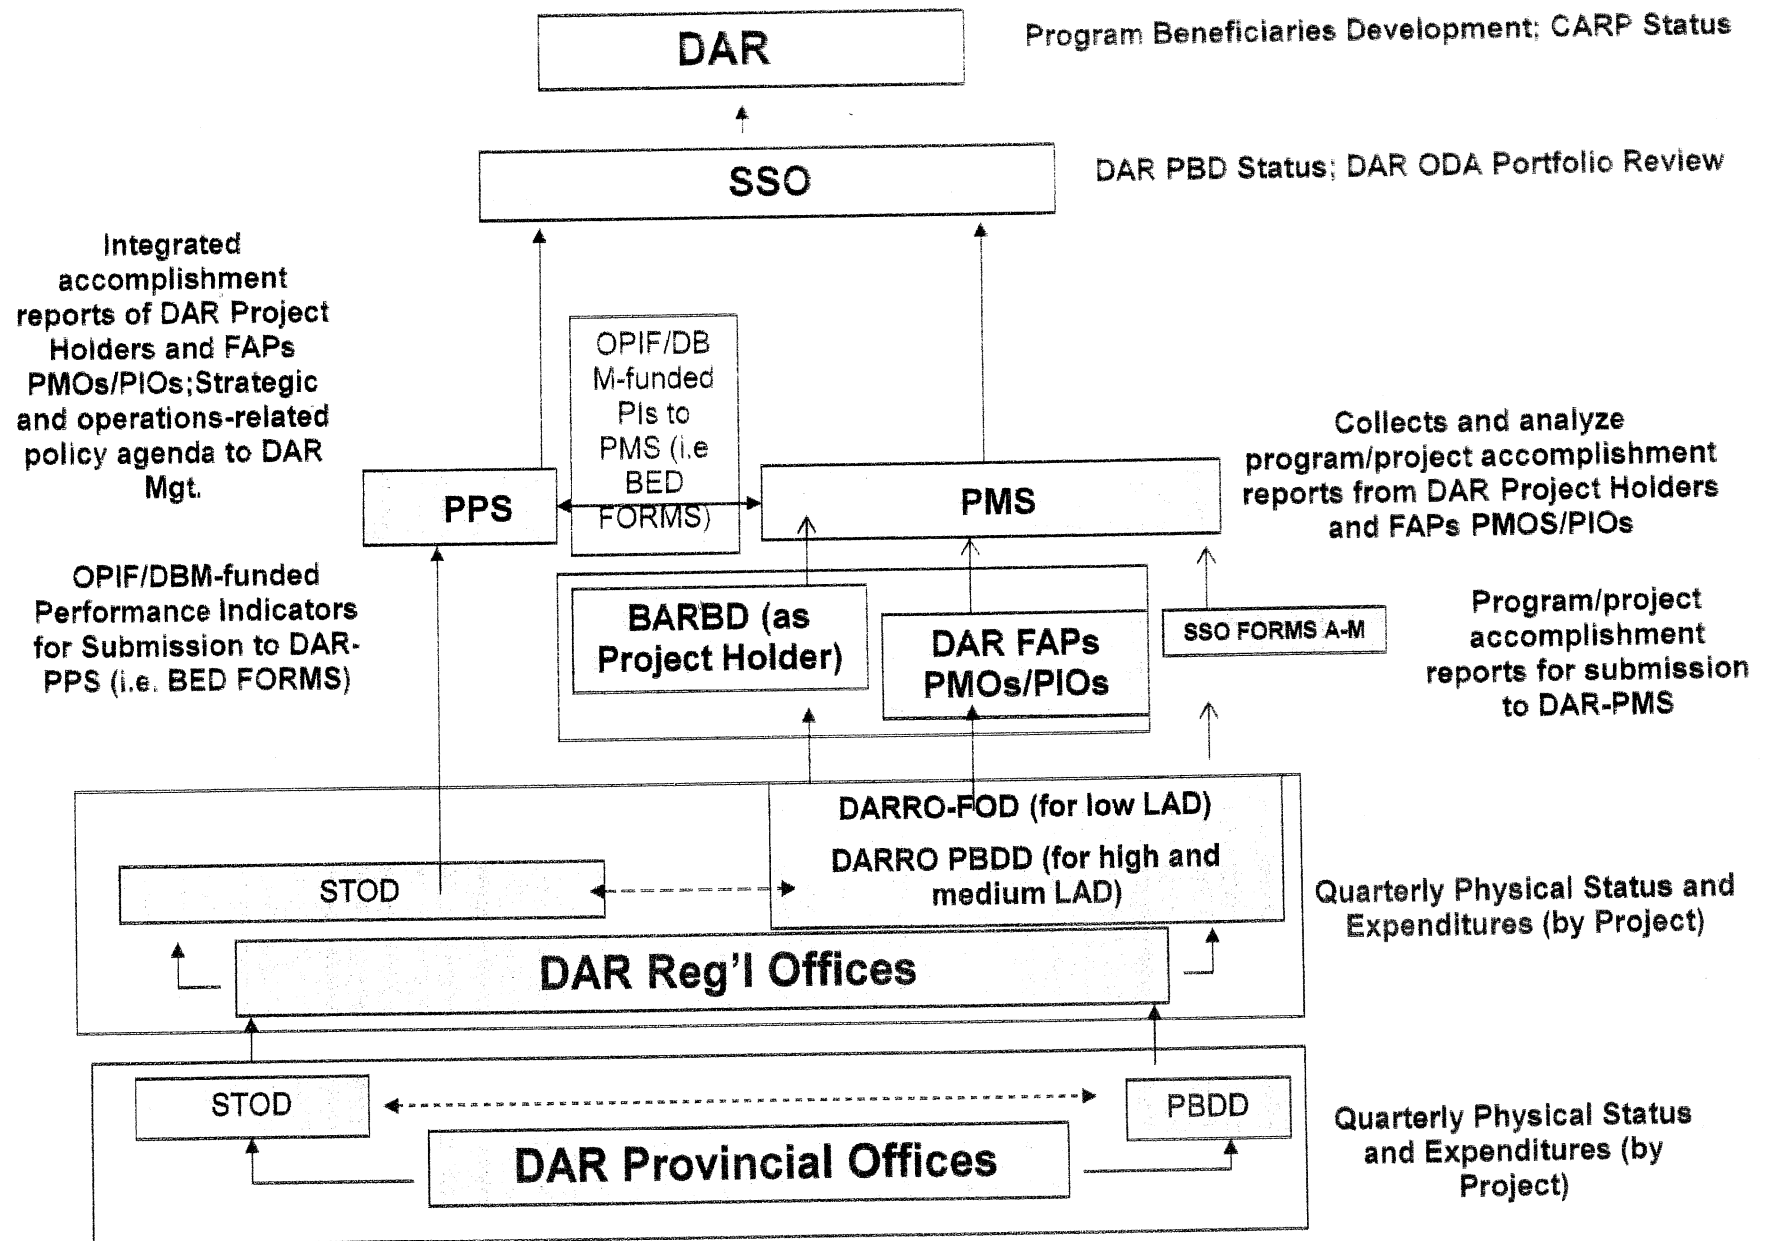 DAR
Program Beneficiaries Development; CARP Status
SSO
DAR PBD Status; DAR ODA Portfolio Review
Integrated
accomplishment
reports of DAR Project
Holders and FAPs
PMOs/PIOs;Strategic
and operations-related
policy agenda to DAR
Mgt.
OPIF/DB
M-funded
PIs to
PMS (i.e
BED
FORMS)
PPS
PMS
Collects and analyze
program/project accomplishment
reports from DAR Project Holders
and FAPs PMOS/PIOs
OPIF/DBM-funded
Performance Indicators
for Submission to DAR-
PPS (i.e. BED FORMS)
BARBD (as
Project Holder)
DAR FAPs
PMOs/PIOs
SSO FORMS A-M
Program/project
accomplishment
reports for submission
to DAR-PMS
DARRO-FOD (for low LAD)
DARRO PBDD (for high and
medium LAD)
STOD
Quarterly Physical Status and
Expenditures (by Project)
DAR Reg'l Offices
STOD
PBDD
DAR Provincial Offices
Quarterly Physical Status
and Expenditures (by
Project)